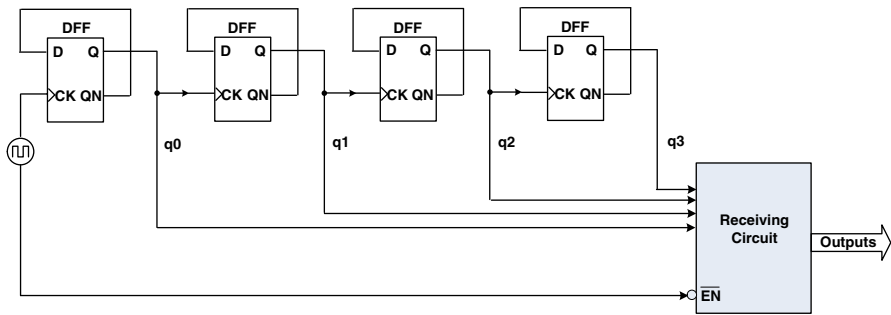 DFF DFF DFF DFF
D Q D Q D Q D Q
CK QN CK QN CK QN CK QN
q0 q1 q2 q3
Receiving
Circuit
Outputs
EN